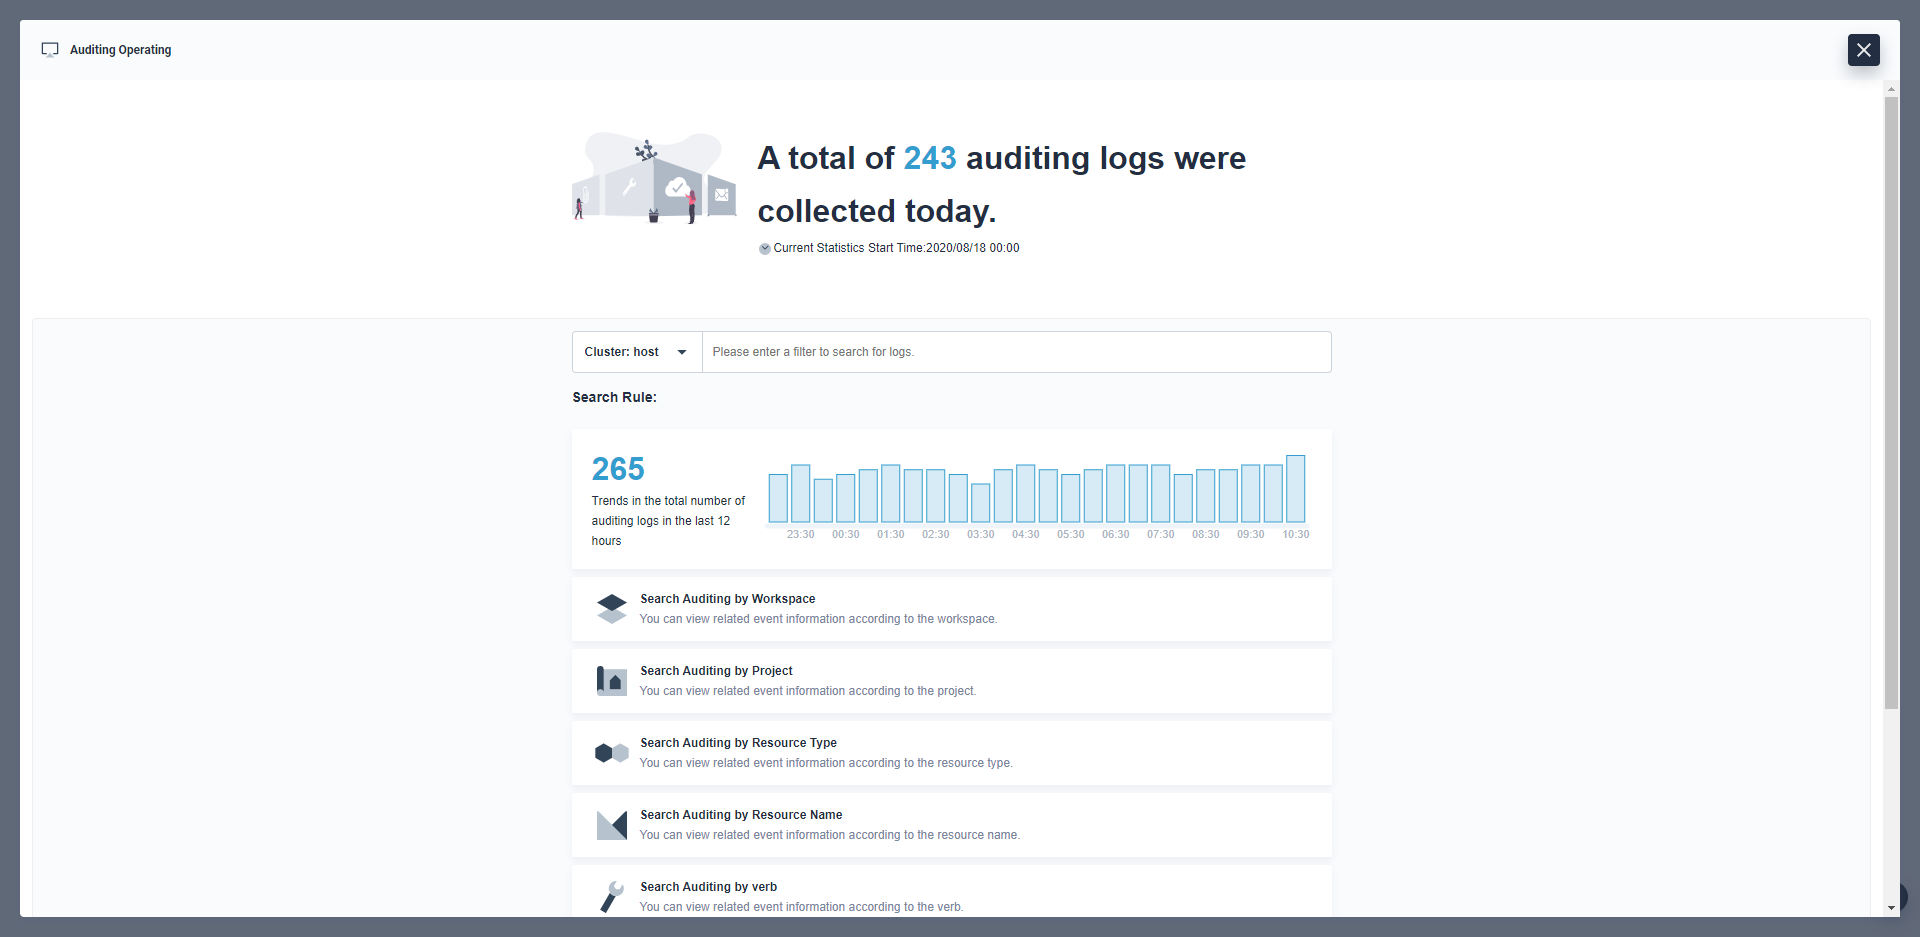 Auditing Operating
A total of 243 auditing logs were
collected today.
Current Statistics Start Time:2020/08/18 00:00
Cluster: host
Please enter a filter to search for logs.
Search Rule:
265
Trends in the total number of
auditing logs in the last 12
hours
23:30 00:30 01:30 02:30 03:30 04:30 05:30 06:30 07:30 08:30 09:30 10:30
Search Auditing by Workspace
You can view related event information according to the workspace.
Search Auditing by Project
You can view related event information according to the project.
Search Auditing by Resource Type
You can view related event information according to the resource type.
Search Auditing by Resource Name
You can view related event information according to the resource name.
Search Auditing by verb
You can view related event information according to the verb.